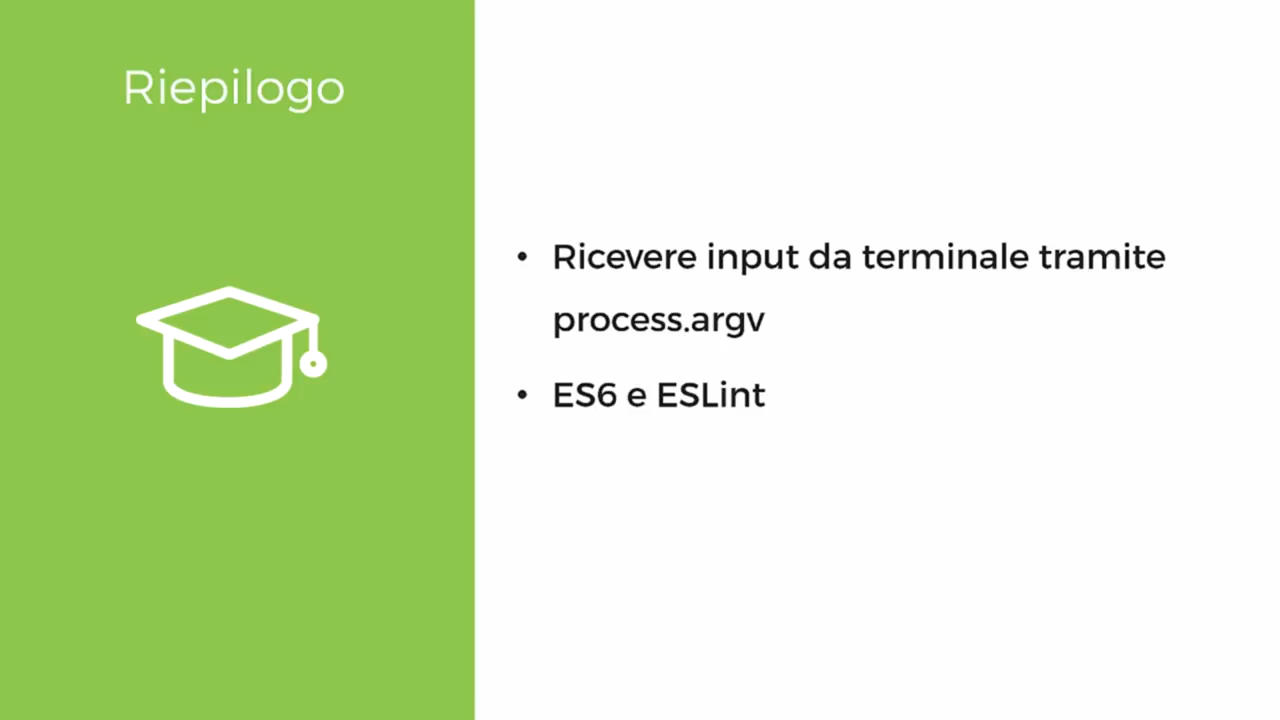 Riepilogo
• Ricevere input da terminale tramite
process.argv
• ES6 e ESLint